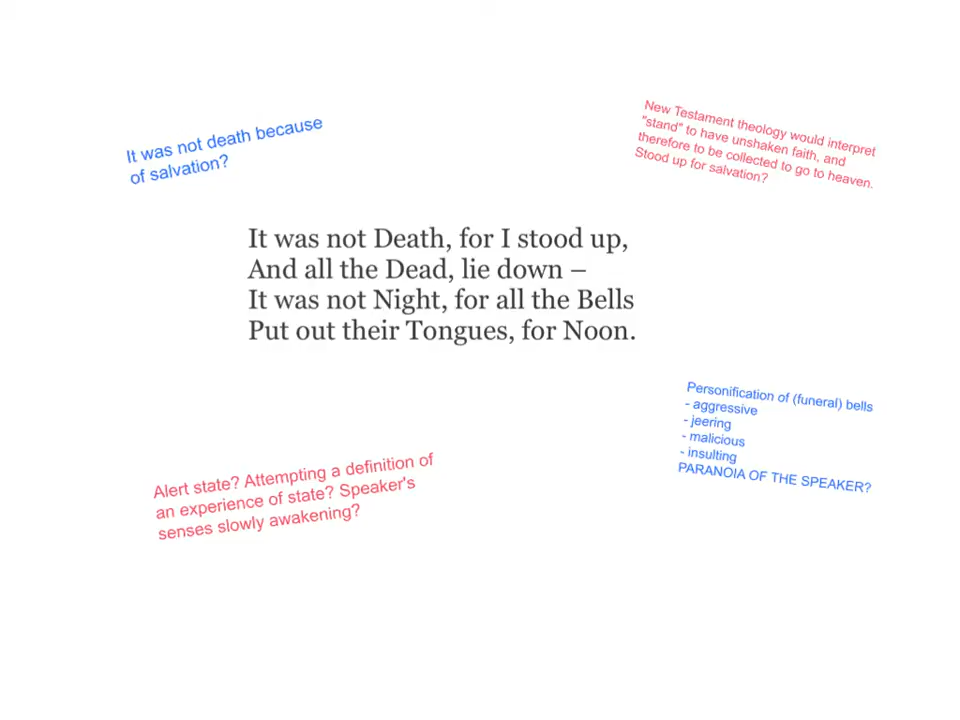 It was not death because
of salvation?
New Testament theology would interpret
"stand" to have unshaken faith, and
therefore to be collected to go to heaven.
Stood up for salvation?
It was not Death, for I stood up,
And all the Dead, lie down –
It was not Night, for all the Bells
Put out their Tongues, for Noon.
Personification of (funeral) bells
- aggressive
- jeering
- malicious
- insulting
PARANOIA OF THE SPEAKER?
Alert state? Attempting a definition of
an experience of state? Speaker's
senses slowly awakening?